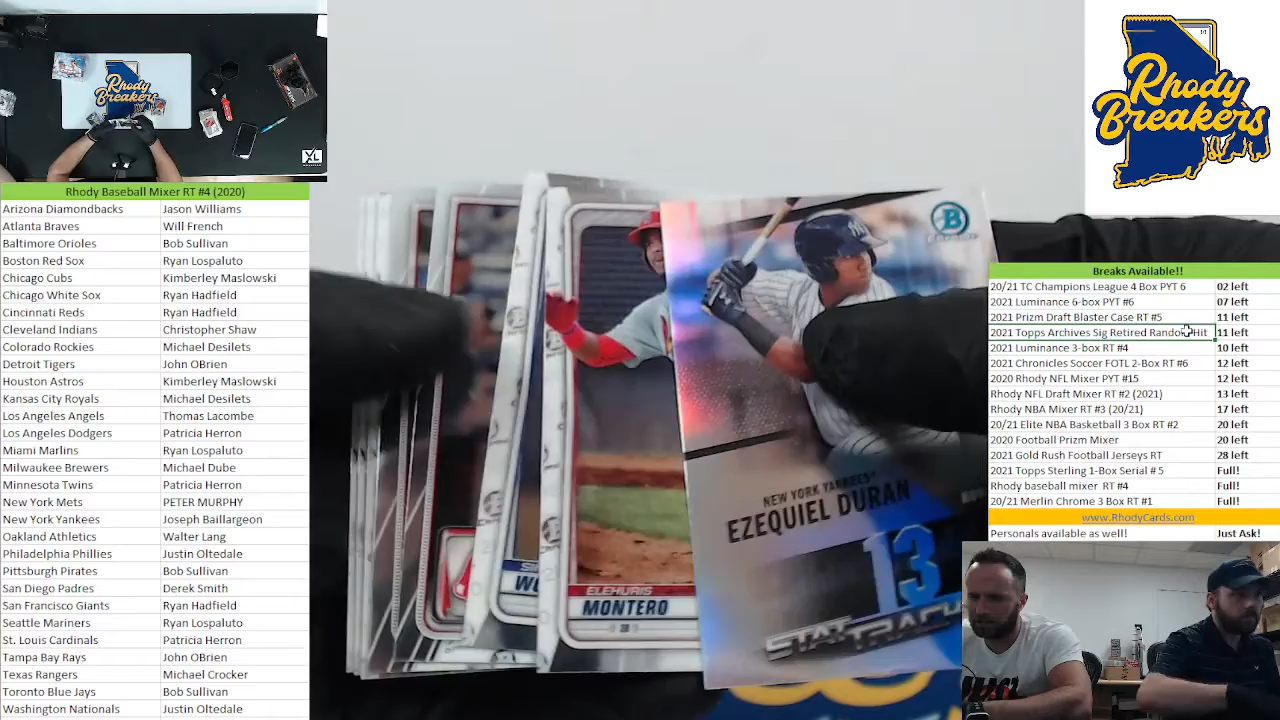 Rhody Baseball Mixer RT #4 (2020)
Arizona Diamondbacks Jason Williams
Atlanta Braves Will French
Baltimore Orioles Bob Sullivan
Boston Red Sox Ryan Lospaluto
Chicago Cubs Kimberley Maslowski
Chicago White Sox Ryan Hadfield
Cincinnati Reds Ryan Hadfield
Cleveland Indians Christopher Shaw
Colorado Rockies Michael Desilets
Detroit Tigers John OBrien
Houston Astros Kimberley Maslowski
Kansas City Royals Michael Desilets
Los Angeles Angels Thomas Lacombe
Los Angeles Dodgers Patricia Herron
Miami Marlins Ryan Lospaluto
Milwaukee Brewers Michael Dube
Minnesota Twins Patricia Herron
New York Mets PETER MURPHY
New York Yankees Joseph Baillargeon
Oakland Athletics Walter Lang
Philadelphia Phillies Justin Oltedale
Pittsburgh Pirates Bob Sullivan
San Diego Padres Derek Smith
San Francisco Giants Ryan Hadfield
Seattle Mariners Ryan Lospaluto
St. Louis Cardinals Patricia Herron
Tampa Bay Rays John OBrien
Texas Rangers Michael Crocker
Toronto Blue Jays Bob Sullivan
Washington Nationals Justin Oltedale
Rhody
Breakers
XL
ELEHURIS
MONTERO
B
NEW YORK YANKEES
EZEQUIEL DURAN
13
Rhody
Breakers
Breaks Available!!
20/21 TC Champions League 4 Box PYT 6 02 left
2021 Luminance 6-box PYT #6 07 left
2021 Prizm Draft Blaster Case RT #5 11 left
2021 Topps Archives Sig Retired Random Hit 11 left
2021 Luminance 3-box RT #4 10 left
2021 Chronicles Soccer FOTL 2-Box RT #6 12 left
2020 Rhody NFL Mixer PYT #15 12 left
Rhody NFL Draft Mixer RT #2 (2021) 13 left
Rhody NBA Mixer RT #3 (20/21) 17 left
20/21 Elite NBA Basketball 3 Box RT #2 20 left
2020 Football Prizm Mixer 20 left
2021 Gold Rush Football Jerseys RT 28 left
2021 Topps Sterling 1-Box Serial # 5 Full!
Rhody baseball mixer RT #4 Full!
20/21 Merlin Chrome 3 Box RT #1 Full!
www.RhodyCards.com
Personals available as well! Just Ask!